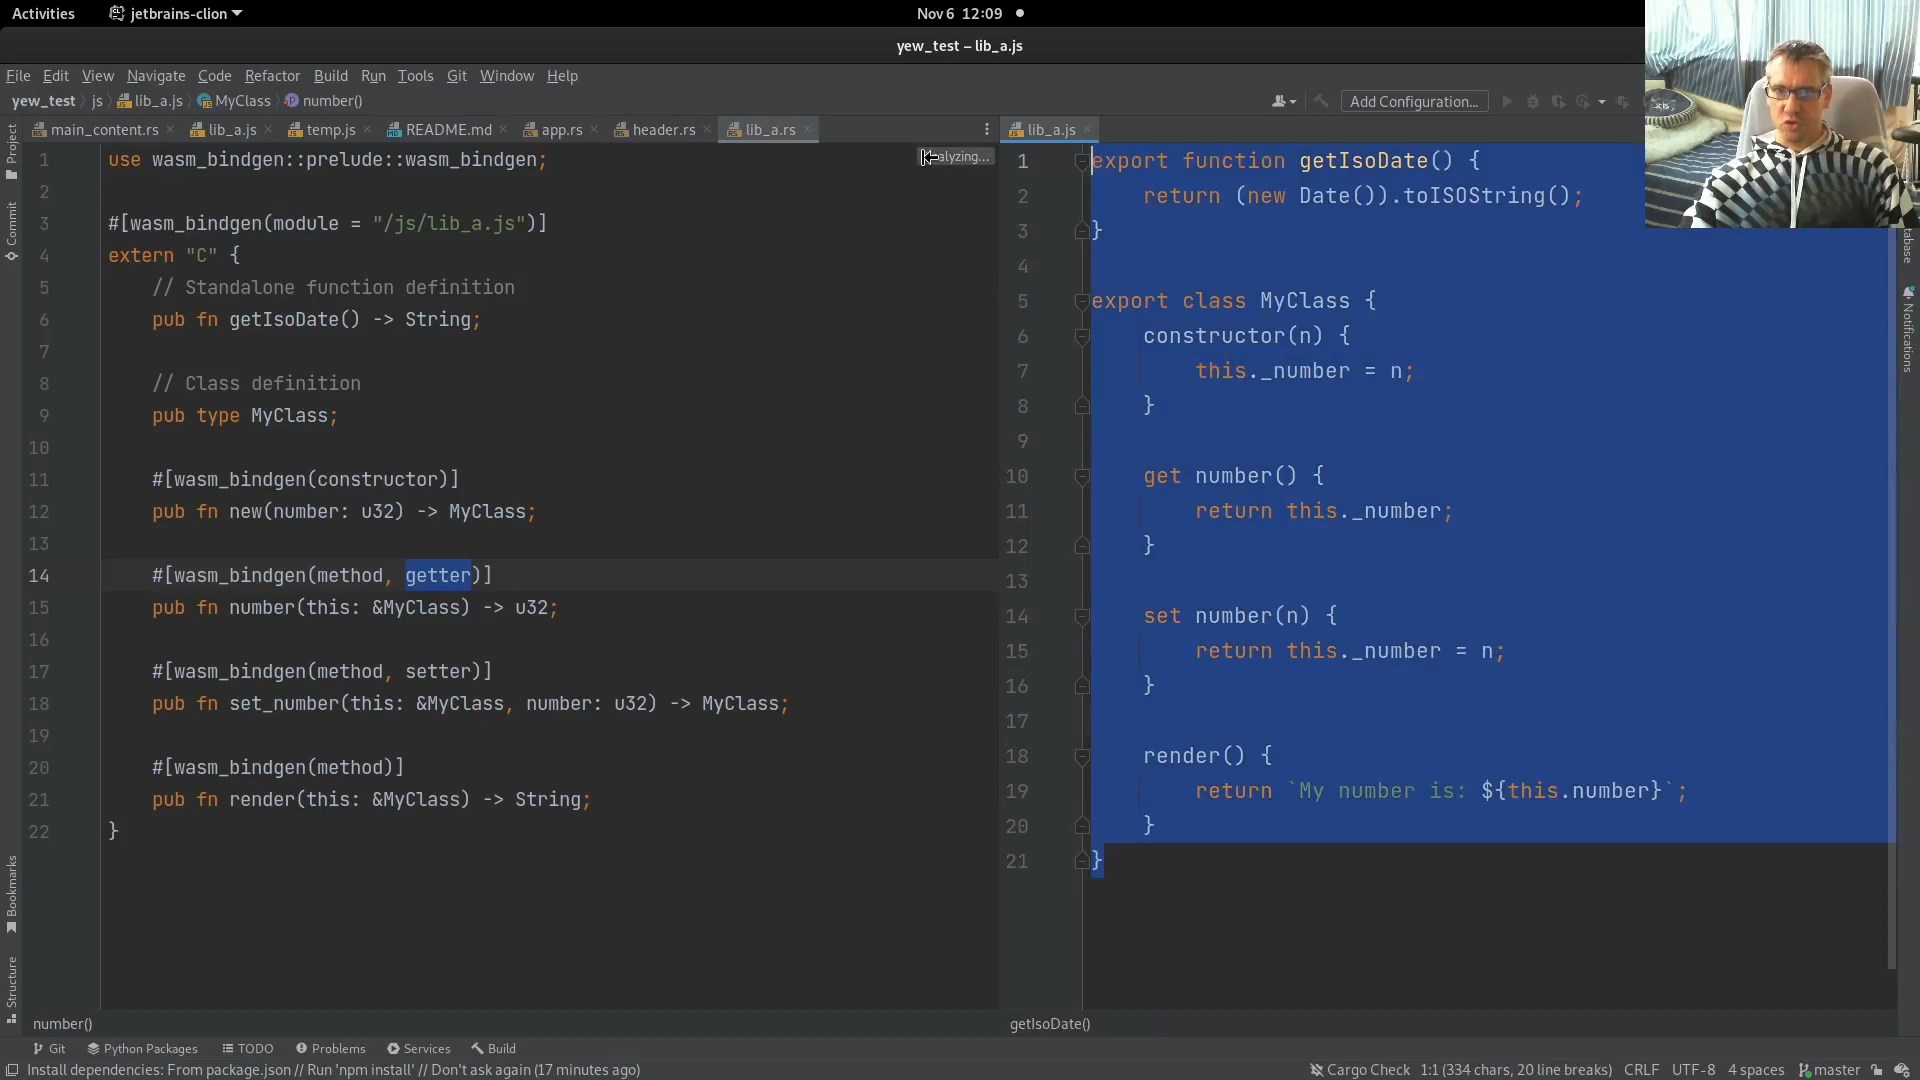 Activities
jetbrains-clion
Nov 6 12:09
yew_test – lib_a.js
File Edit View Navigate Code Refactor Build Run Tools Git Window Help
yew_test js lib_a.js MyClass number()
Add Configuration...
main_content.rs lib_a.js temp.js README.md app.rs header.rs lib_a.rs
lib_a.js
Project
Commit
Bookmarks
Structure
1 use wasm_bindgen::prelude::wasm_bindgen;
2
3 #[wasm_bindgen(module = "/js/lib_a.js")]
4 extern "C" {
5 // Standalone function definition
6 pub fn getIsoDate() -> String;
7
8 // Class definition
9 pub type MyClass;
10
11 #[wasm_bindgen(constructor)]
12 pub fn new(number: u32) -> MyClass;
13
14 #[wasm_bindgen(method, getter)]
15 pub fn number(this: &MyClass) -> u32;
16
17 #[wasm_bindgen(method, setter)]
18 pub fn set_number(this: &MyClass, number: u32) -> MyClass;
19
20 #[wasm_bindgen(method)]
21 pub fn render(this: &MyClass) -> String;
22 }
number()
1 export function getIsoDate() {
2 return (new Date()).toISOString();
3 }
4
5 export class MyClass {
6 constructor(n) {
7 this._number = n;
8 }
9
10 get number() {
11 return this._number;
12 }
13
14 set number(n) {
15 return this._number = n;
16 }
17
18 render() {
19 return `My number is: ${this.number}`;
20 }
21 }
getIsoDate()
Notifications
Git Python Packages TODO Problems Services Build
Install dependencies: From package.json // Run 'npm install' // Don't ask again (17 minutes ago)
Cargo Check 1:1 (334 chars, 20 line breaks) CRLF UTF-8 4 spaces master